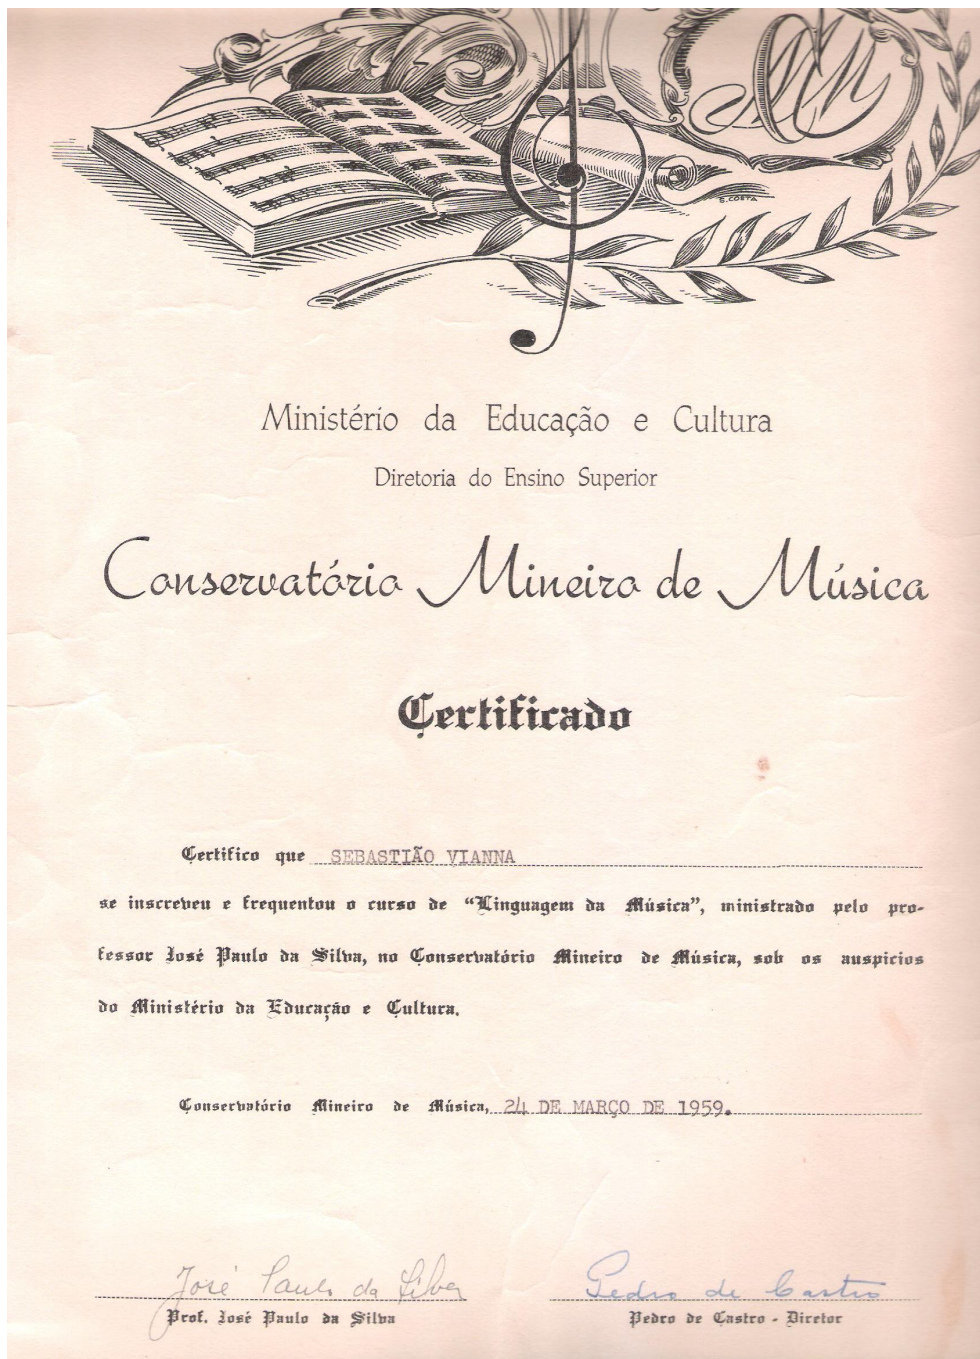 S. COSTA
Ministério da Educação e Cultura
Diretoria do Ensino Superior
Conservatório Mineiro de Música
Certificado
Certifico que SEBASTIÃO VIANNA
se inscreveu e frequentou o curso de “Linguagem da Música”, ministrado pelo pro-
fessor José Paulo da Silva, no Conservatório Mineiro de Música, sob os auspicios
do Ministério da Educação e Cultura.
Conservatório Mineiro de Música, 24 DE MARÇO DE 1959.
José Paulo da Silva Pedro de Castro
Prof. José Paulo da Silva Pedro de Castro - Diretor